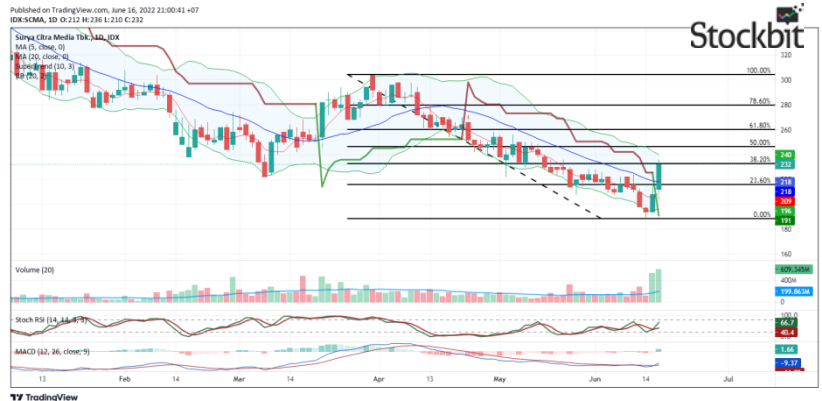 Published on TradingView.com, June 16, 2022 21:00:41 +07
IDX:SCMA, 1D O:212 H:236 L:210 C:232
Stockbit
Surya Citra Media Tbk., 1D, IDX
MA (5, close, 0)
MA (20, close, 0)
Supertrend (10, 3)
BB (20, 2)
320
300
280
260
180
160
100.00%
78.60%
61.80%
50.00%
38.20%
23.60%
0.00%
240
232
218
218
209
196
191
Volume (20)
609.345M
400M
199.863M
0
Stoch RSI (14, 14, 3, 3)
100.0
66.7
40.4
MACD (12, 26, close, 9)
1.66
-9.37
13
Feb
14
Mar
14
Apr
13
May
Jun
14
Jul
TradingView